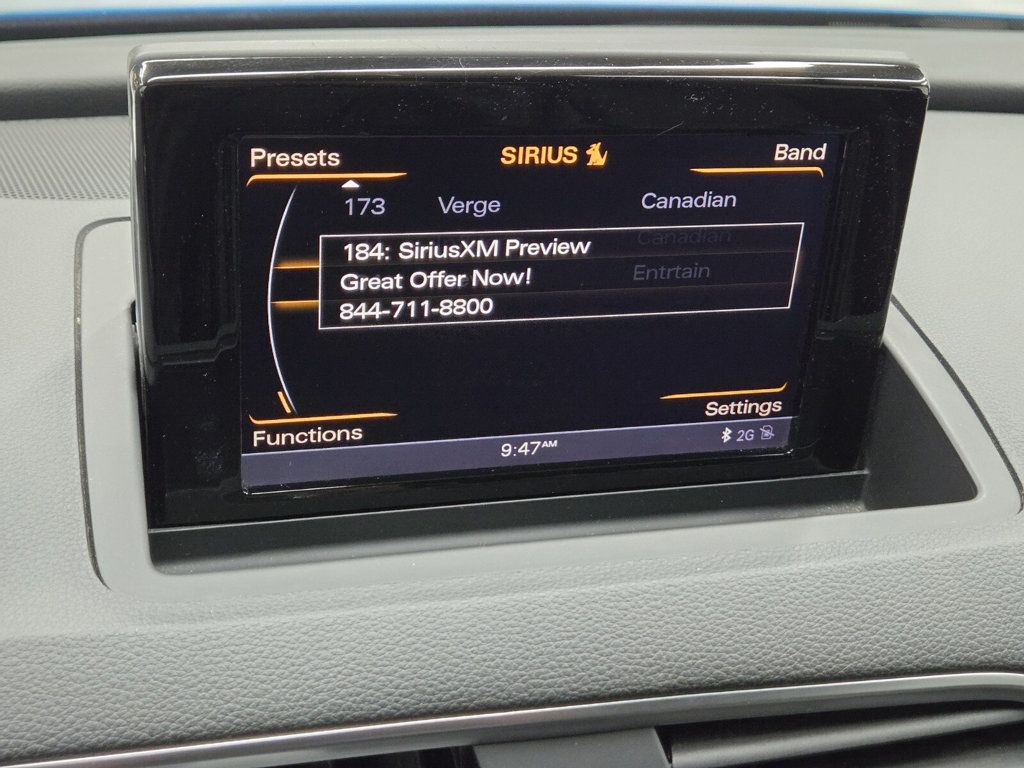 Presets SIRIUS Band
173 Verge Canadian
Canadian
184: SiriusXM Preview
Great Offer Now! Entrtain
844-711-8800
Settings
Functions
9:47AM 2G